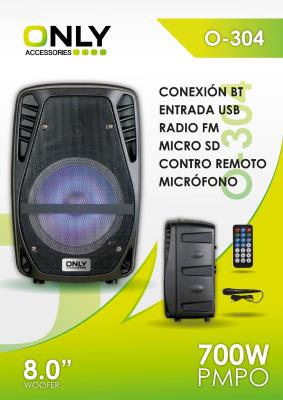 ONLY
ACCESSORIES
O-304
CONEXIÓN BT
ENTRADA USB
RADIO FM
MICRO SD
CONTRO REMOTO
MICRÓFONO
O-304
ONLY
8.0”
WOOFER
700W
PMPO